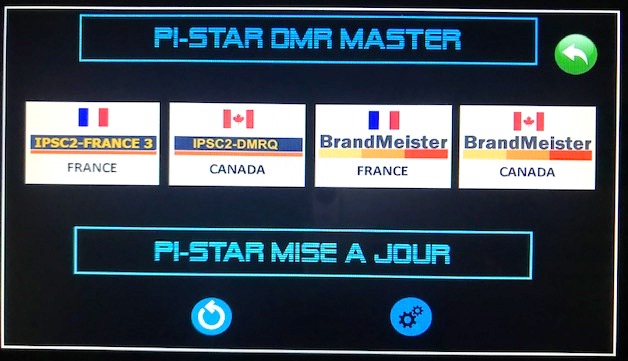 PI-STAR DMR MASTER
IPSC2-FRANCE 3
FRANCE
IPSC2-DMRQ
CANADA
BrandMeister
FRANCE
BrandMeister
CANADA
PI-STAR MISE A JOUR